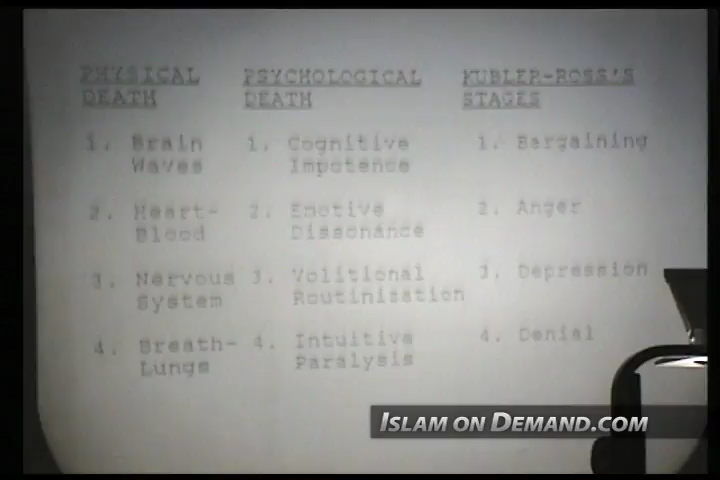 PHYSICAL DEATH
1. Brain Waves
2. Heart-Blood
3. Nervous System
4. Breath-Lungs
PSYCHOLOGICAL DEATH
1. Cognitive Impotence
2. Emotive Dissonance
3. Volitional Routinisation
4. Intuitive Paralysis
KUBLER-ROSS'S STAGES
1. Bargaining
2. Anger
3. Depression
4. Denial
ISLAM ON DEMAND.COM